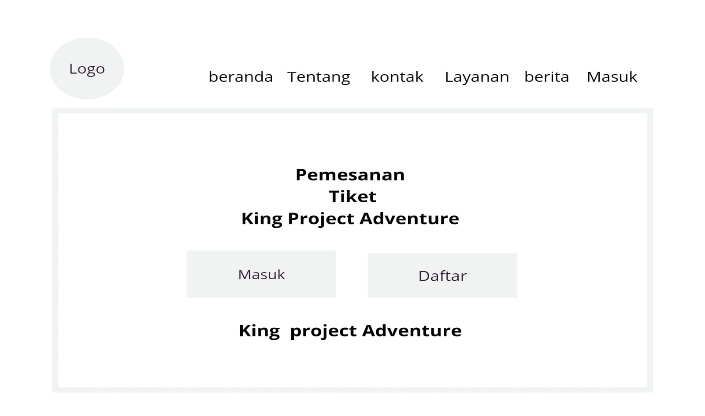 Logo
beranda Tentang kontak Layanan berita Masuk
Pemesanan
Tiket
King Project Adventure
Masuk Daftar
King project Adventure